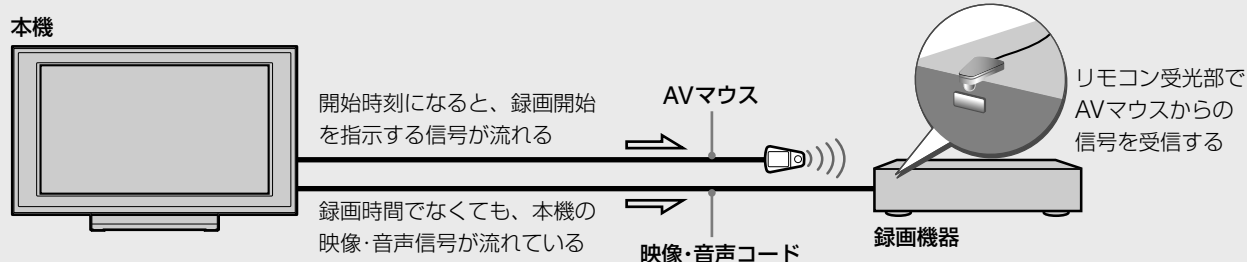 本機
開始時刻になると、録画開始
を指示する信号が流れる
AVマウス
リモコン受光部で
AVマウスからの
信号を受信する
録画時間でなくても、本機の
映像・音声信号が流れている
映像・音声コード
録画機器